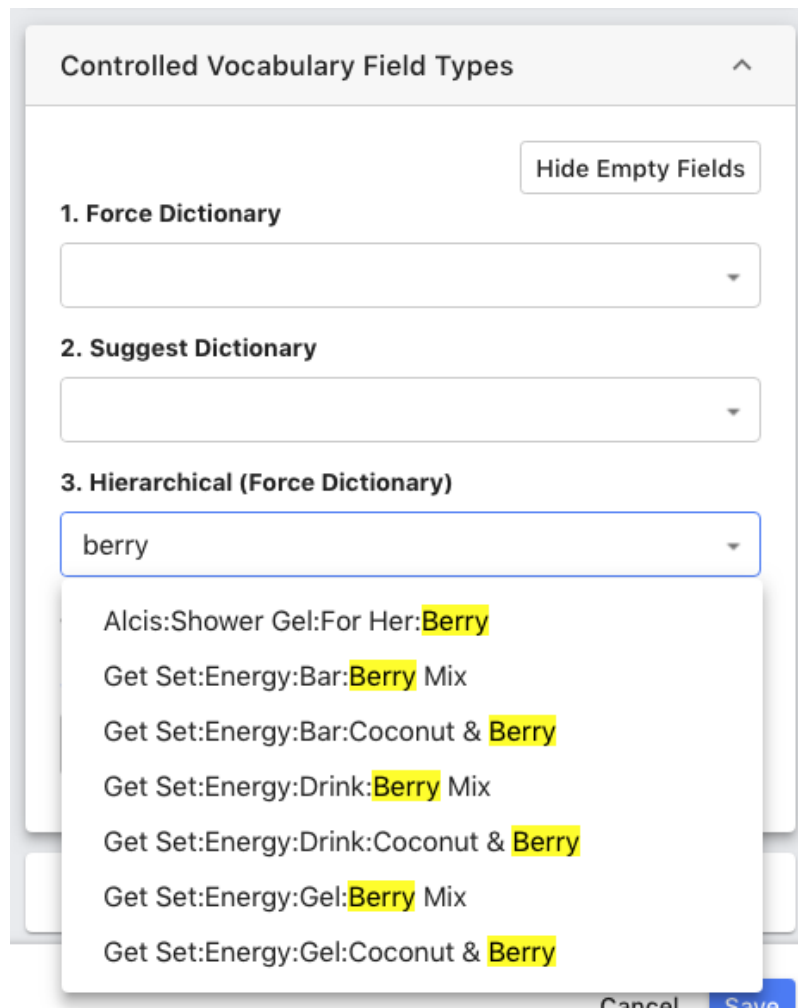 Controlled Vocabulary Field Types
Hide Empty Fields
1. Force Dictionary
2. Suggest Dictionary
3. Hierarchical (Force Dictionary)
berry
Alcis:Shower Gel:For Her:Berry
Get Set:Energy:Bar:Berry Mix
Get Set:Energy:Bar:Coconut & Berry
Get Set:Energy:Drink:Berry Mix
Get Set:Energy:Drink:Coconut & Berry
Get Set:Energy:Gel:Berry Mix
Get Set:Energy:Gel:Coconut & Berry
Cancel Save